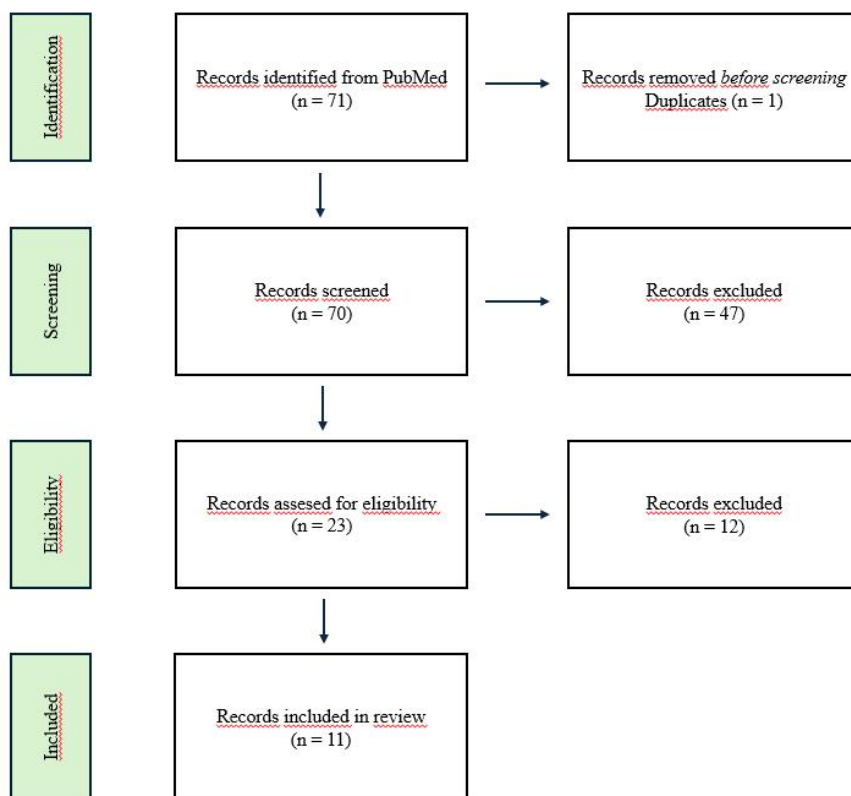 Identification
Records identified from PubMed
(n = 71)
Records removed before screening
Duplicates (n = 1)
Screening
Records screened
(n = 70)
Records excluded
(n = 47)
Eligibility
Records assesed for eligibility
(n = 23)
Records excluded
(n = 12)
Included
Records included in review
(n = 11)